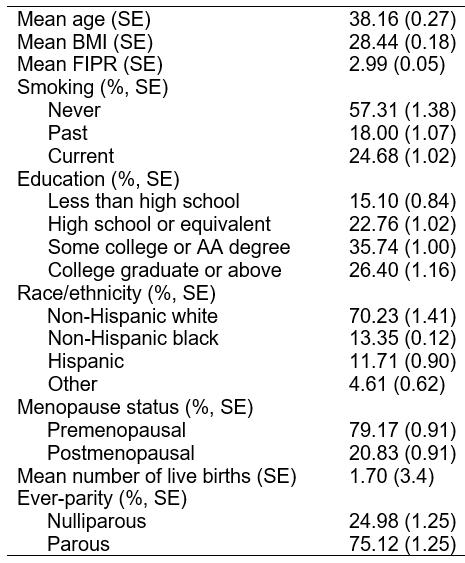 Mean age (SE) 38.16 (0.27)
Mean BMI (SE) 28.44 (0.18)
Mean FIPR (SE) 2.99 (0.05)
Smoking (%, SE)
Never 57.31 (1.38)
Past 18.00 (1.07)
Current 24.68 (1.02)
Education (%, SE)
Less than high school 15.10 (0.84)
High school or equivalent 22.76 (1.02)
Some college or AA degree 35.74 (1.00)
College graduate or above 26.40 (1.16)
Race/ethnicity (%, SE)
Non-Hispanic white 70.23 (1.41)
Non-Hispanic black 13.35 (0.12)
Hispanic 11.71 (0.90)
Other 4.61 (0.62)
Menopause status (%, SE)
Premenopausal 79.17 (0.91)
Postmenopausal 20.83 (0.91)
Mean number of live births (SE) 1.70 (3.4)
Ever-parity (%, SE)
Nulliparous 24.98 (1.25)
Parous 75.12 (1.25)